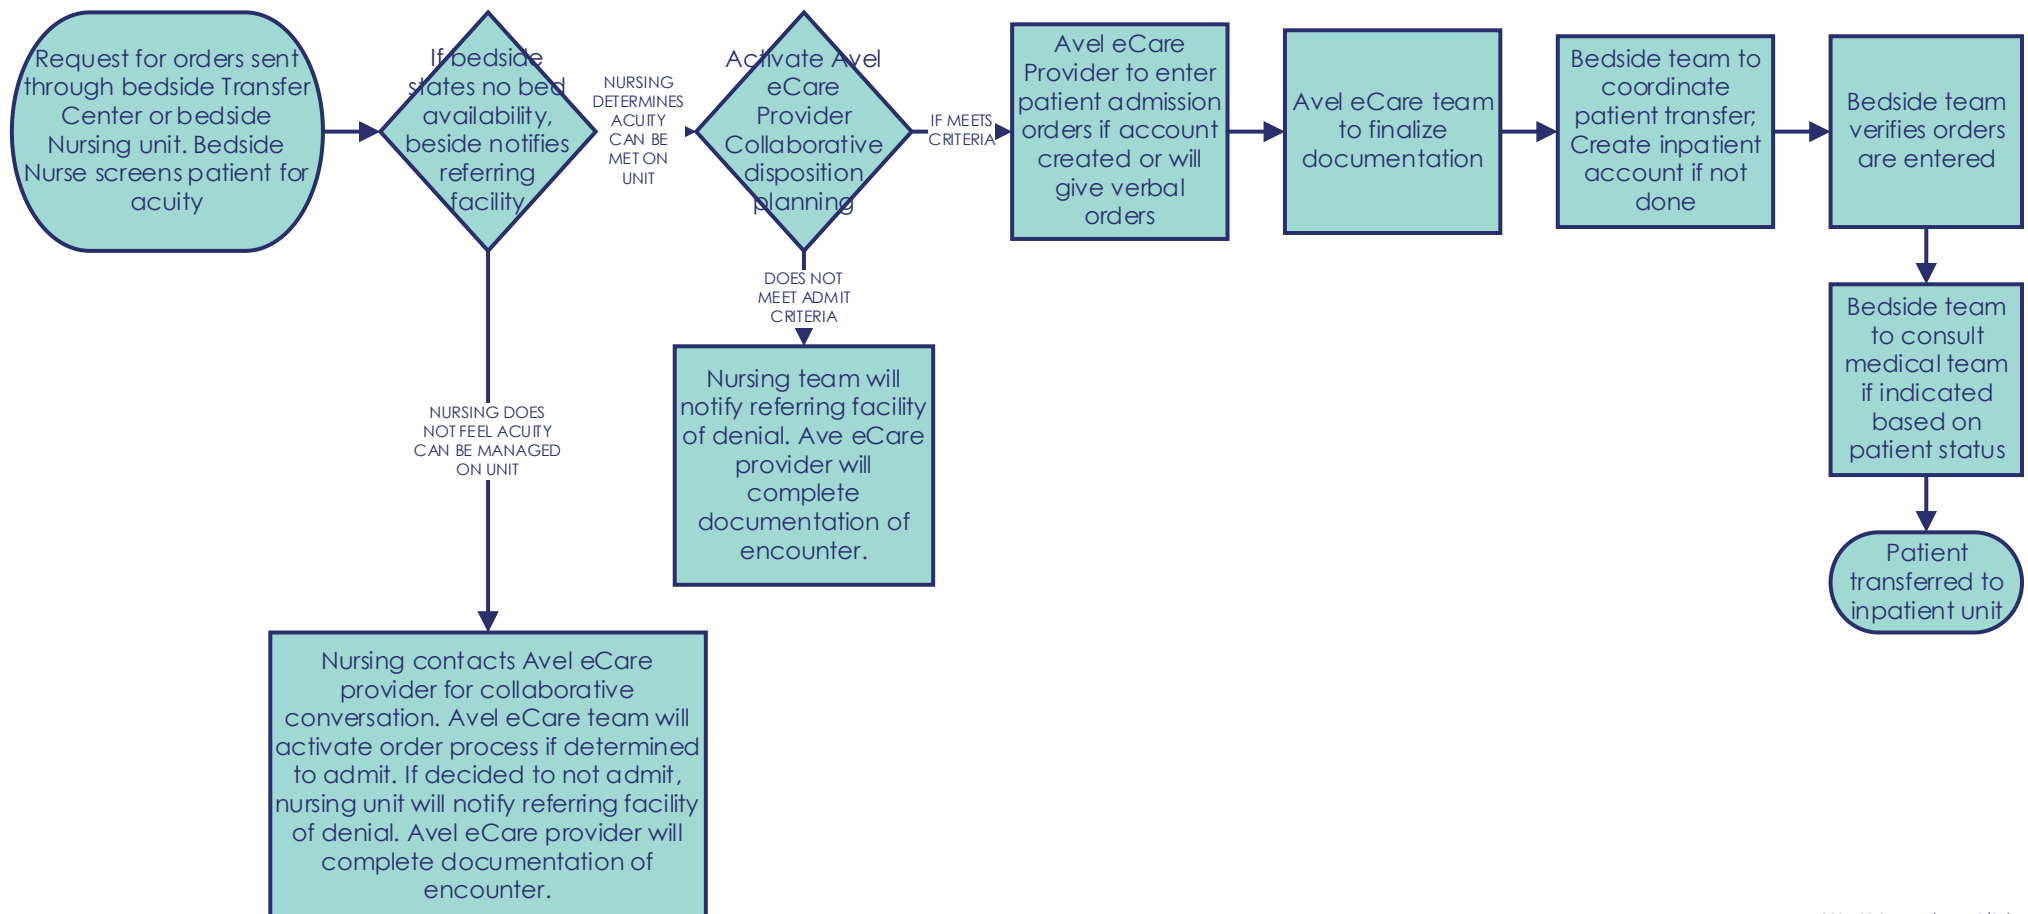 Request for orders sent
through bedside Transfer
Center or bedside
Nursing unit. Bedside
Nurse screens patient for
acuity
If bedside
states no bed
availability,
beside notifies
referring
facility
NURSING
DETERMINES
ACUITY
CAN BE
MET ON
UNIT
Activate Avel
eCare
Provider
Collaborative
disposition
planning
IF MEETS
CRITERIA
Avel eCare
Provider to enter
patient admission
orders if account
created or will
give verbal
orders
Avel eCare team
to finalize
documentation
Bedside team to
coordinate
patient transfer;
Create inpatient
account if not
done
Bedside team
verifies orders
are entered
DOES NOT
MEET ADMIT
CRITERIA
Nursing team will
notify referring facility
of denial. Ave eCare
provider will
complete
documentation of
encounter.
Bedside team
to consult
medical team
if indicated
based on
patient status
Patient
transferred to
inpatient unit
NURSING DOES
NOT FEEL ACUITY
CAN BE MANAGED
ON UNIT
Nursing contacts Avel eCare
provider for collaborative
conversation. Avel eCare team will
activate order process if determined
to admit. If decided to not admit,
nursing unit will notify referring facility
of denial. Avel eCare provider will
complete documentation of
encounter.